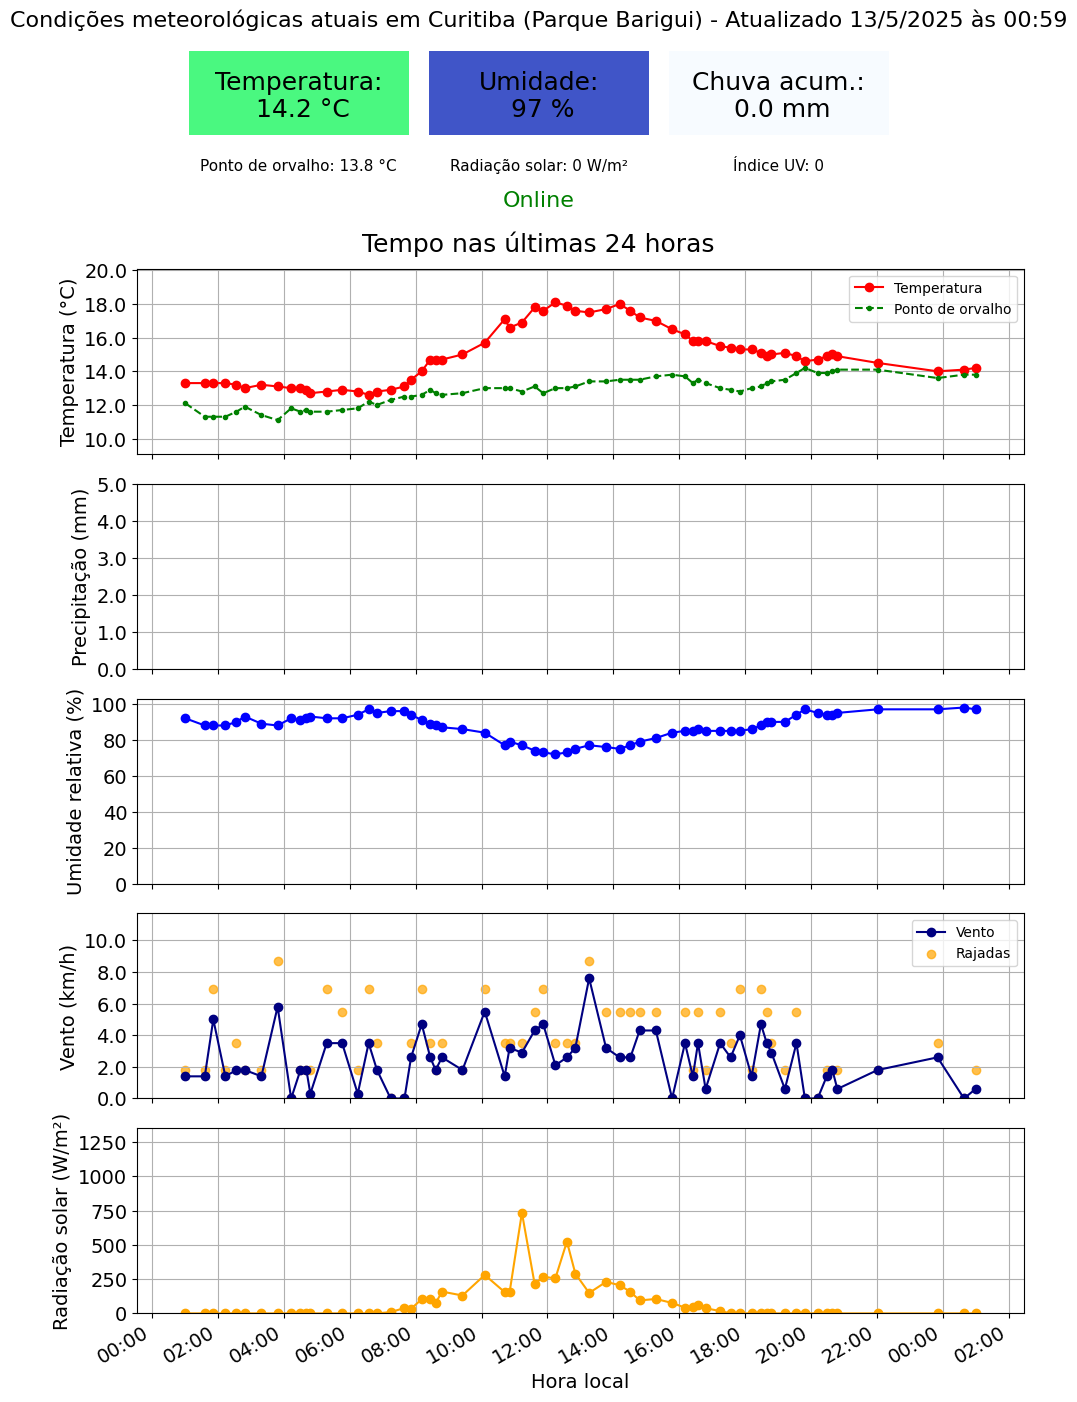 Condições meteorológicas atuais em Curitiba (Parque Barigui) - Atualizado 13/5/2025 às 00:59
Temperatura:
14.2 °C
Umidade:
97 %
Chuva acum.:
0.0 mm
Ponto de orvalho: 13.8 °C
Radiação solar: 0 W/m²
Índice UV: 0
Online
Tempo nas últimas 24 horas
Temperatura (°C)
20.0
18.0
16.0
14.0
12.0
10.0
Temperatura
Ponto de orvalho
Precipitação (mm)
5.0
4.0
3.0
2.0
1.0
0.0
Umidade relativa (%)
100
80
60
40
20
0
Vento (km/h)
10.0
8.0
6.0
4.0
2.0
0.0
Vento
Rajadas
Radiação solar (W/m²)
1250
1000
750
500
250
0
00:00
02:00
04:00
06:00
08:00
10:00
12:00
14:00
16:00
18:00
20:00
22:00
00:00
02:00
Hora local